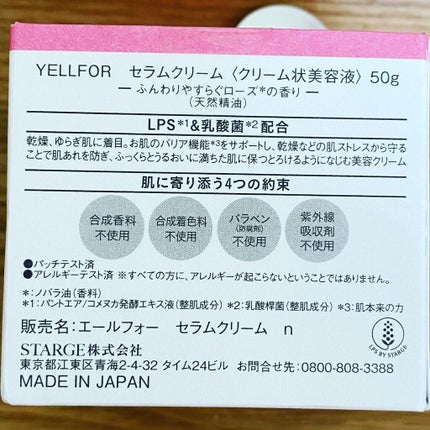 YELLFOR セラムクリーム〈クリーム状美容液〉50g
― ふんわりやすらぐローズ*の香り ―
(天然精油)
LPS*1&乳酸菌*2配合
乾燥、ゆらぎ肌に着目。お肌のバリア機能*3をサポートし、乾燥などの肌ストレスから守る
ことで肌あれを防ぎ、ふっくらとうるおいに満ちた肌に保つとろけるようになじむ美容クリーム
肌に寄り添う4つの約束
合成香料
不使用
合成着色料
不使用
パラベン
(防腐剤)
不使用
紫外線
吸収剤
不使用
●パッチテスト済
●アレルギーテスト済 ※すべての方に、アレルギーが起こらないということではありません。
*:ノバラ油(香料)
*1:パントエア/コメヌカ発酵エキス液(整肌成分) *2:乳酸桿菌(整肌成分) *3:肌本来の力
販売名:エールフォー セラムクリーム n
STARGE株式会社
東京都江東区青海2-4-32 タイム24ビル お問合せ先:0800-808-3388
MADE IN JAPAN
LPS BY STARGE